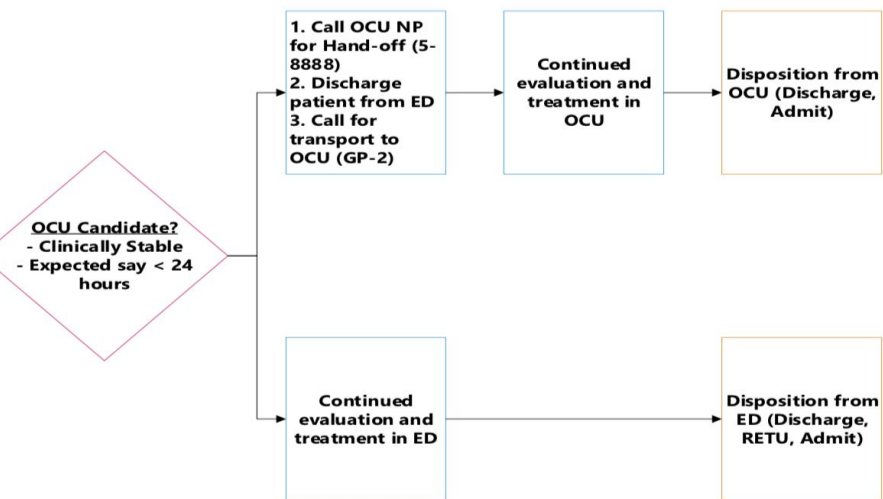 1. Call OCU NP
for Hand-off (5-
8888)
2. Discharge
patient from ED
3. Call for
transport to
OCU (GP-2)
Continued
evaluation and
treatment in
OCU
Disposition from
OCU (Discharge,
Admit)
OCU Candidate?
- Clinically Stable
- Expected say < 24
hours
Continued
evaluation and
treatment in ED
Disposition from
ED (Discharge,
RETU, Admit)